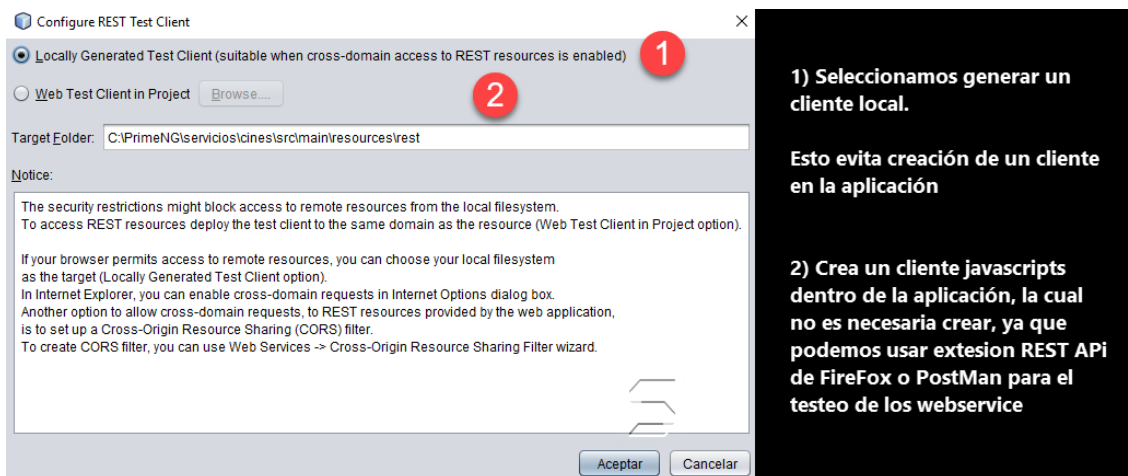 Configure REST Test Client
Locally Generated Test Client (suitable when cross-domain access to REST resources is enabled)
1
Web Test Client in Project
Browse....
2
Target Folder:
C:\PrimeNG\servicios\cines\src\main\resources\rest
Notice:
The security restrictions might block access to remote resources from the local filesystem.
To access REST resources deploy the test client to the same domain as the resource (Web Test Client in Project option).
If your browser permits access to remote resources, you can choose your local filesystem
as the target (Locally Generated Test Client option).
In Internet Explorer, you can enable cross-domain requests in Internet Options dialog box.
Another option to allow cross-domain requests, to REST resources provided by the web application,
is to set up a Cross-Origin Resource Sharing (CORS) filter.
To create CORS filter, you can use Web Services -> Cross-Origin Resource Sharing Filter wizard.
Aceptar
Cancelar
1) Seleccionamos generar un
cliente local.
Esto evita creación de un cliente
en la aplicación
2) Crea un cliente javascripts
dentro de la aplicación, la cual
no es necesaria crear, ya que
podemos usar extesion REST APi
de FireFox o PostMan para el
testeo de los webservice